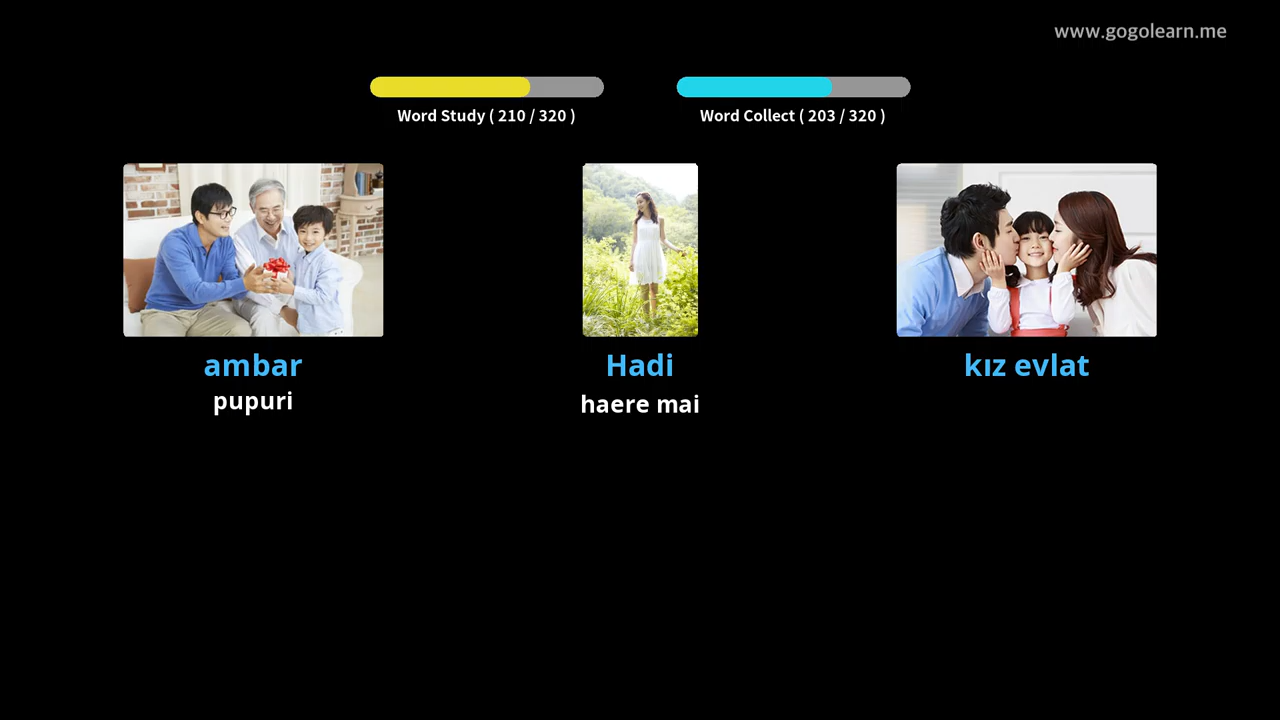 www.gogolearn.me
Word Study ( 210 / 320 )
Word Collect ( 203 / 320 )
ambar
pupuri
Hadi
haere mai
kız evlat